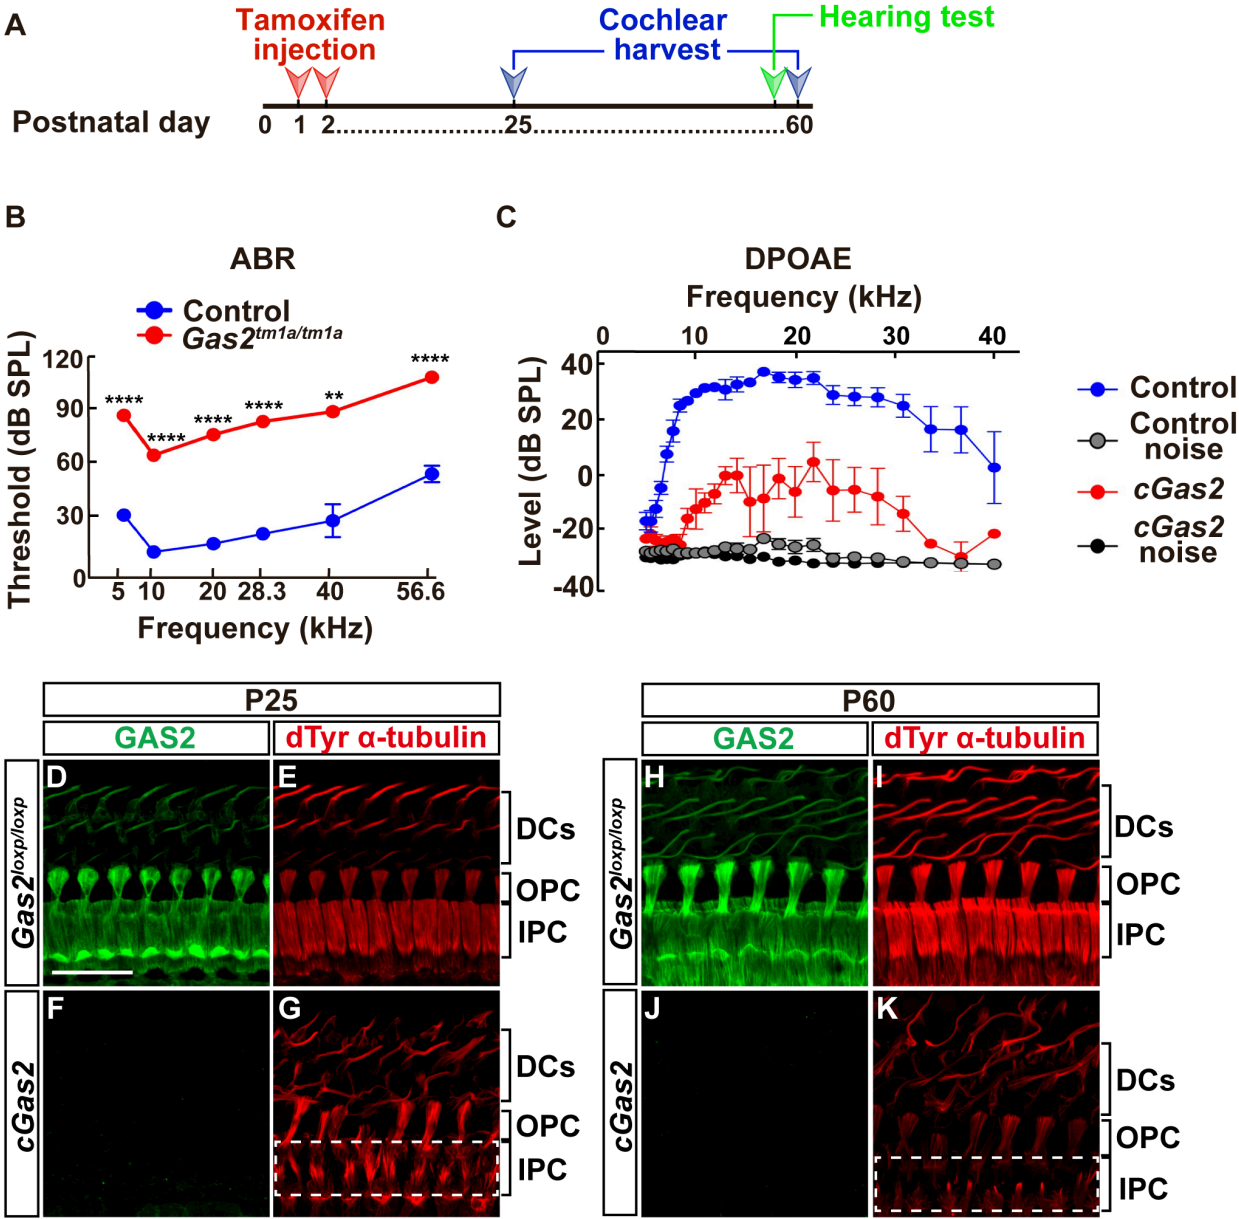 A
Tamoxifen
injection
Cochlear
harvest
Hearing test
Postnatal day
0 1 2 25 60
B
ABR
Control
Gas2tm1a/tm1a
Threshold (dB SPL)
120
90
60
30
0
****
****
****
****
**
****
5 10 20 28.3 40 56.6
Frequency (kHz)
C
DPOAE
Frequency (kHz)
0 10 20 30 40
Level (dB SPL)
40
20
0
-20
-40
Control
Control
noise
cGas2
cGas2
noise
P25
GAS2 dTyr α-tubulin
Gas2loxp/loxp
D E
DCs
OPC
IPC
cGas2
F G
DCs
OPC
IPC
P60
GAS2 dTyr α-tubulin
Gas2loxp/loxp
H I
DCs
OPC
IPC
cGas2
J K
DCs
OPC
IPC